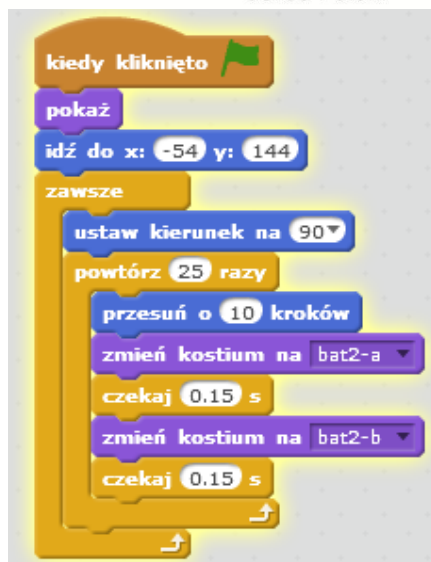 kiedy kliknięto
pokaż
idź do x: -54 y: 144
zawsze
ustaw kierunek na 90
powtórz 25 razy
przesuń o 10 kroków
zmień kostium na bat2-a
czekaj 0.15 s
zmień kostium na bat2-b
czekaj 0.15 s